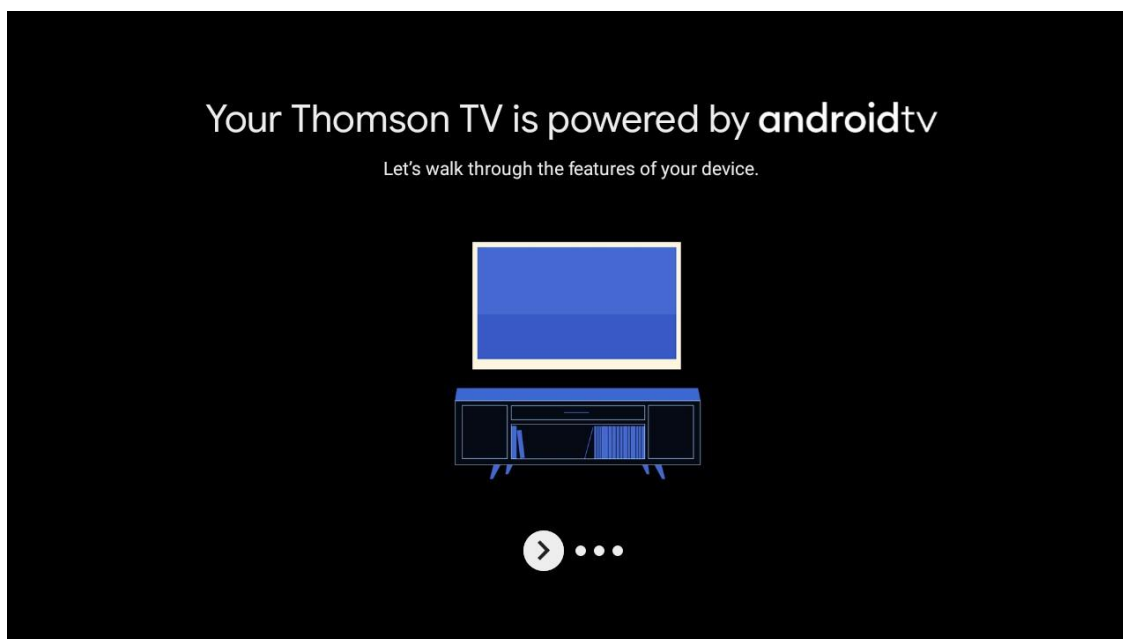 Your Thomson TV is powered by androidtv
Let’s walk through the features of your device.